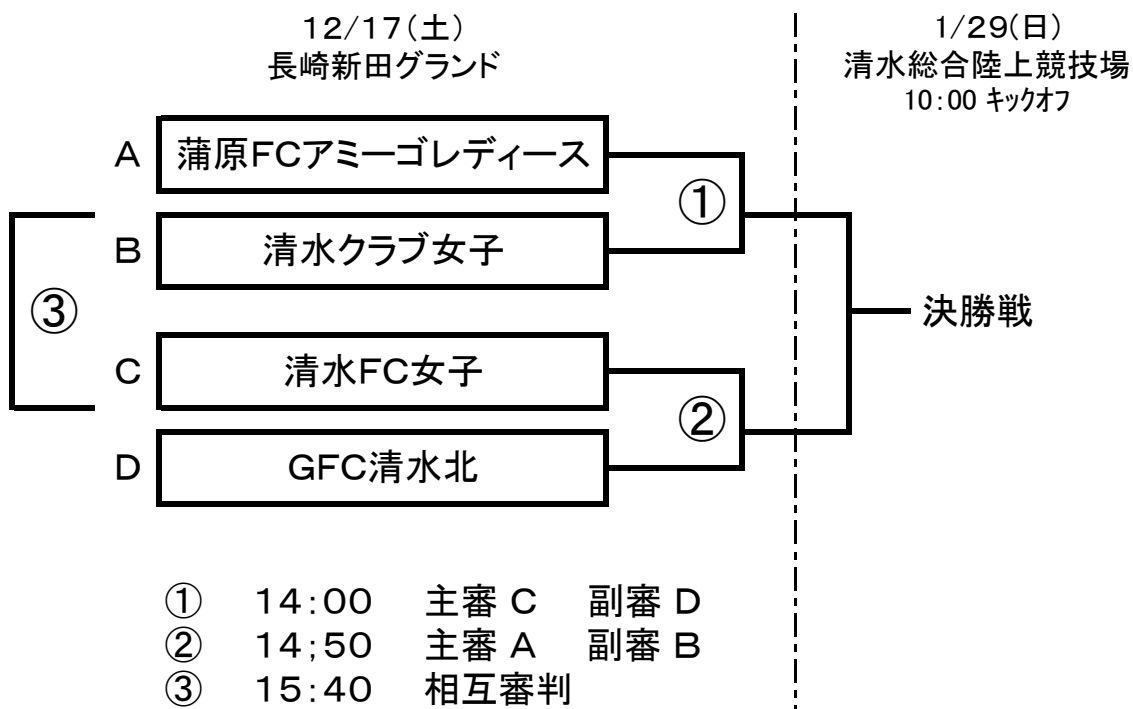 12/17(土)
長崎新田グランド
1/29(日)
清水総合陸上競技場
10:00 ｷｯｸｵﾌ
A 蒲原FCアミーゴレディース
①
B 清水クラブ女子
③
決勝戦
C 清水FC女子
②
D GFC清水北
① 14:00 主審 C 副審 D
② 14;50 主審 A 副審 B
③ 15:40 相互審判